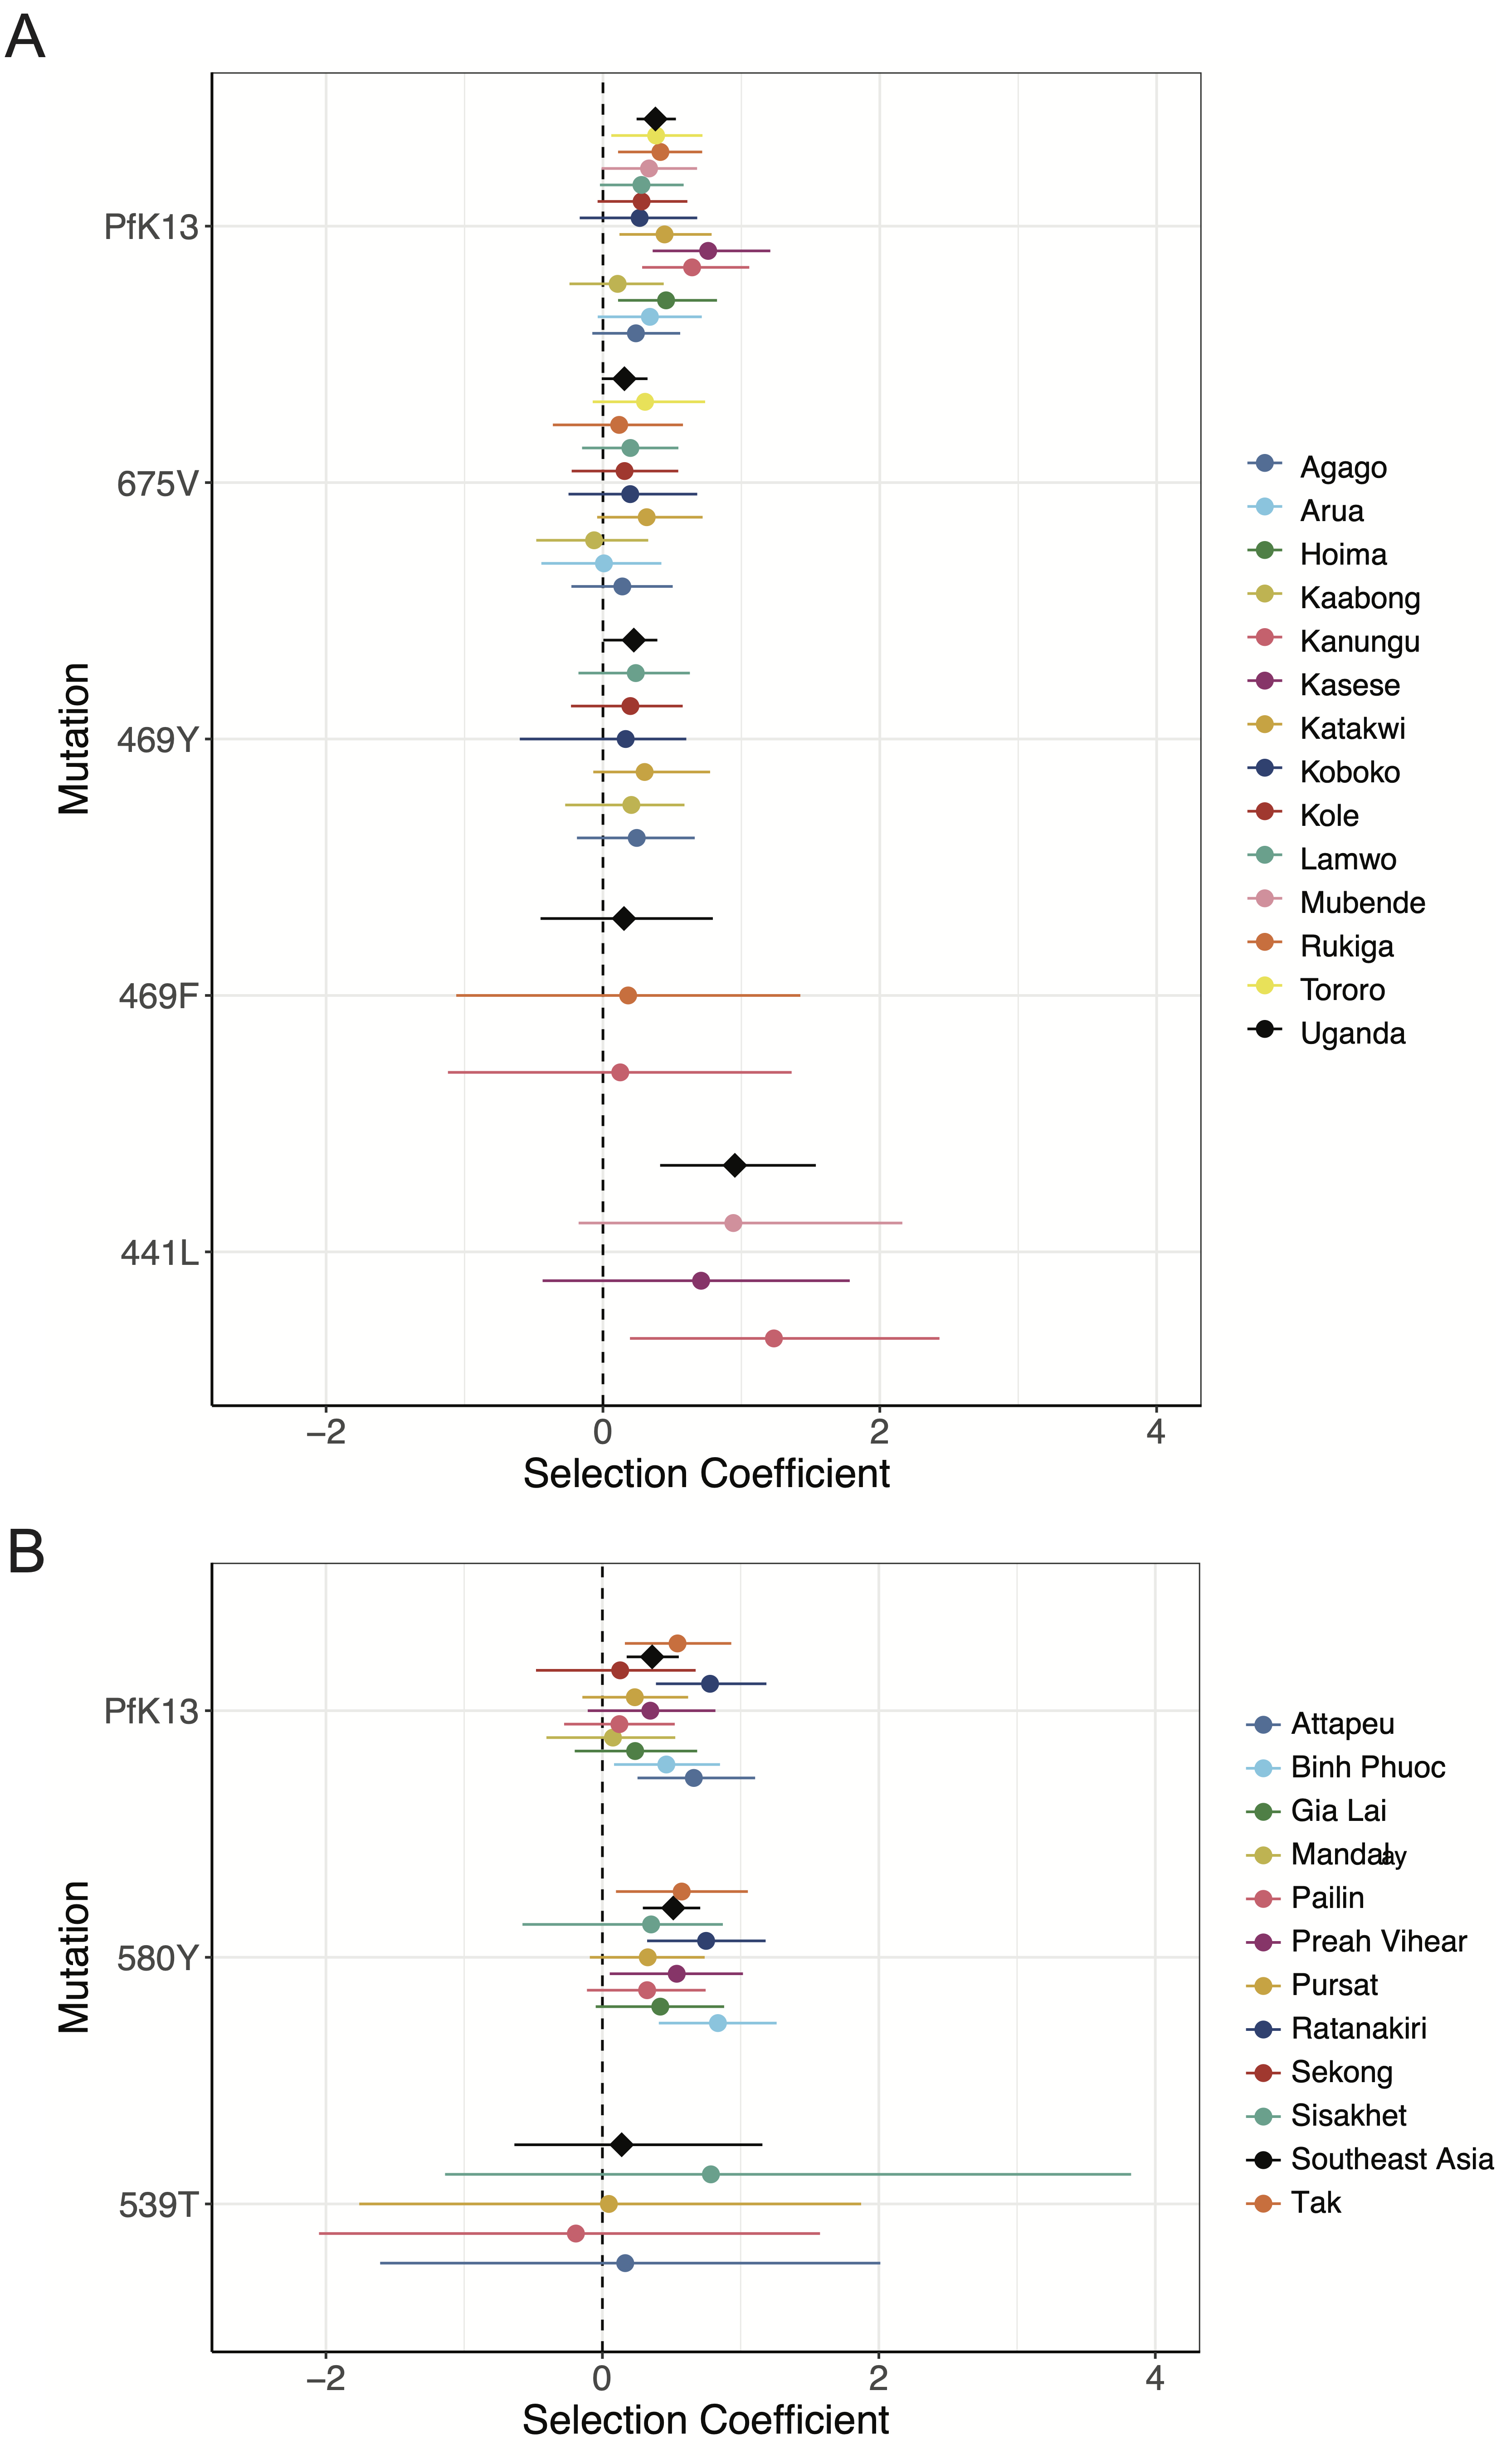 A
PfK13
675V
469Y
469F
441L
Mutation
−2 0 2 4
Selection Coefficient
Agago
Arua
Hoima
Kaabong
Kanungu
Kasese
Katakwi
Koboko
Kole
Lamwo
Mubende
Rukiga
Tororo
Uganda
B
PfK13
580Y
539T
Mutation
−2 0 2 4
Selection Coefficient
Attapeu
Binh Phuoc
Gia Lai
Mandalay
Pailin
Preah Vihear
Pursat
Ratanakiri
Sekong
Sisakhet
Southeast Asia
Tak